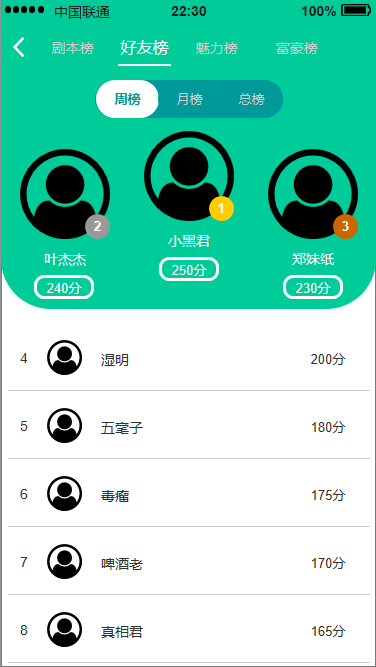 中国联通 22:30 100%
剧本榜 好友榜 魅力榜 富豪榜
周榜 月榜 总榜
1
小黑君
250分
2
叶杰杰
240分
3
郑妹纸
230分
4 湿明 200分
5 五毫子 180分
6 毒瘤 175分
7 啤酒老 170分
8 真相君 165分